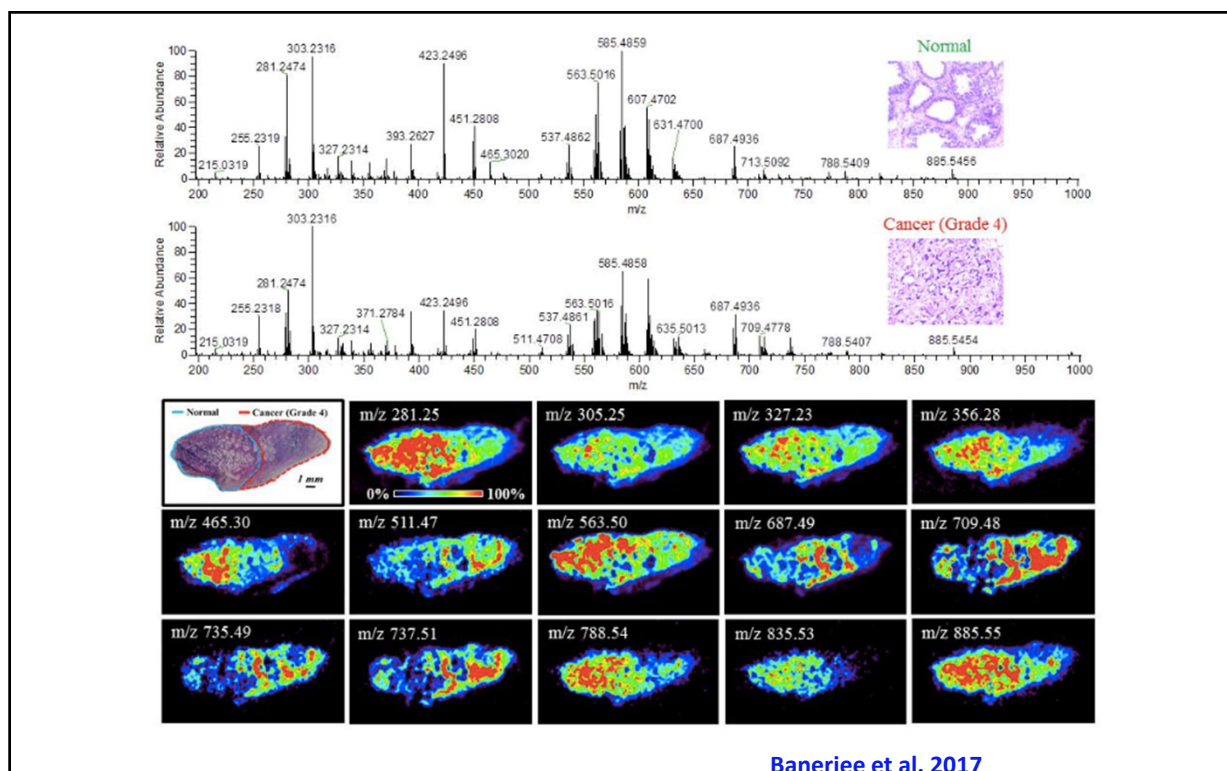 Normal
Relative Abundance
100
80
60
40
20
0
215.0319
255.2319
281.2474
303.2316
327.2314
393.2627
423.2496
451.2808
465.3020
537.4862
563.5016
585.4859
607.4702
631.4700
687.4936
713.5092
788.5409
885.5456
200 250 300 350 400 450 500 550 600 650 700 750 800 850 900 950 1000
m/z
Cancer (Grade 4)
Relative Abundance
100
80
60
40
20
0
215.0319
255.2318
281.2474
303.2316
327.2314
371.2784
423.2496
451.2808
511.4708
537.4861
563.5016
585.4858
635.5013
687.4936
709.4778
788.5407
885.5454
200 250 300 350 400 450 500 550 600 650 700 750 800 850 900 950 1000
m/z
Normal Cancer (Grade 4)
1 mm
m/z 281.25
0% 100%
m/z 305.25
m/z 327.23
m/z 356.28
m/z 465.30
m/z 511.47
m/z 563.50
m/z 687.49
m/z 709.48
m/z 735.49
m/z 737.51
m/z 788.54
m/z 835.53
m/z 885.55
Banerjee et al. 2017